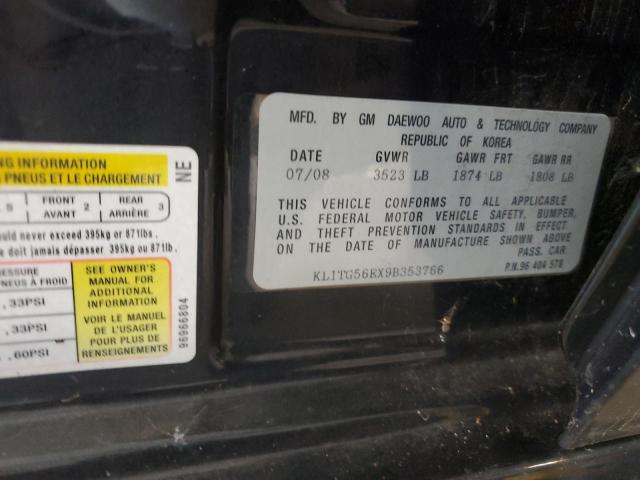 NG INFORMATION
PNEUS ET LE CHARGEMENT
NE
FRONT
AVANT 2
REAR
ARRIÈRE 3
ould never exceed 395kg or 871lbs.
e doit jamais dépasser 395kg ou 871lb.
ESSURE
PNEUS À FROID
SEE OWNER'S
MANUAL FOR
ADDITIONAL
INFORMATION
VOIR LE MANUEL
DE L'USAGER
POUR PLUS DE
RENSEIGNEMENTS
, 33PSI
, 33PSI
, 60PSI
96966804
MFD. BY GM DAEWOO AUTO & TECHNOLOGY COMPANY
REPUBLIC OF KOREA
DATE GVWR GAWR FRT GAWR RR
07/08 3523 LB 1874 LB 1808 LB
THIS VEHICLE CONFORMS TO ALL APPLICABLE
U.S. FEDERAL MOTOR VEHICLE SAFETY, BUMPER,
AND THEFT PREVENTION STANDARDS IN EFFECT
ON THE DATE OF MANUFACTURE SHOWN ABOVE
PASS. CAR
KL1TG56EX9B353766
P.N. 96 404 578